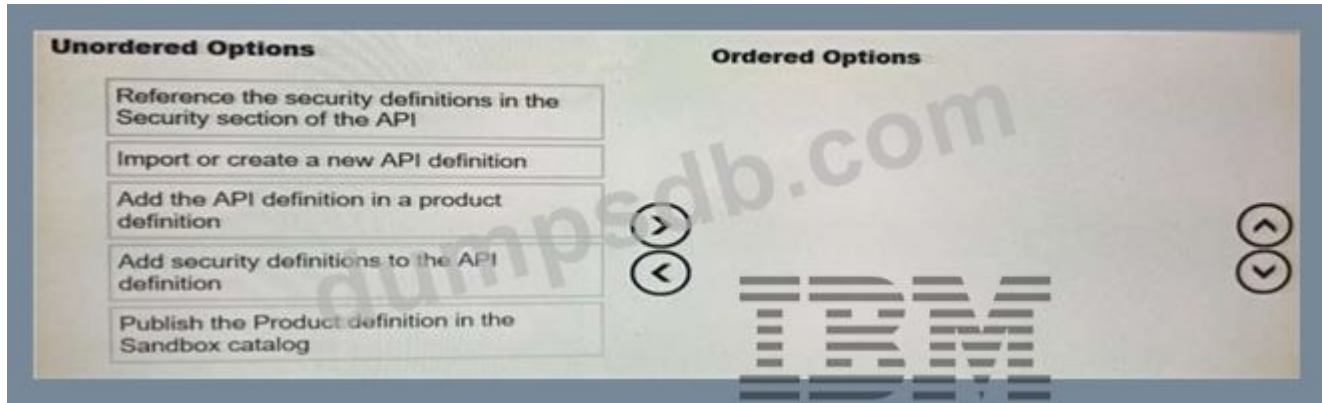 Unordered Options
Ordered Options
Reference the security definitions in the
Security section of the API
Import or create a new API definition
Add the API definition in a product
definition
Add security definitions to the API
definition
Publish the Product definition in the
Sandbox catalog
dumpsdb.com
IBM